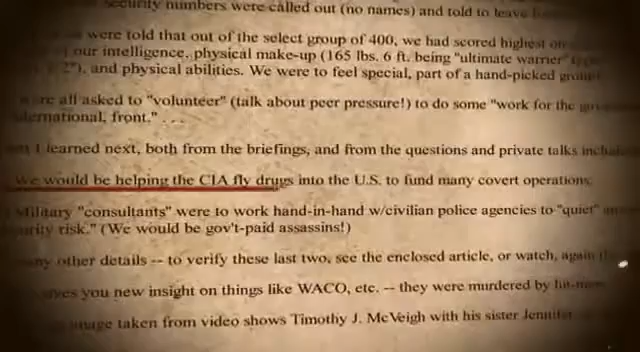 security numbers were called out (no names) and told to leave
were told that out of the select group of 400, we had scored highest on
our intelligence, physical make-up (165 lbs. 6 ft. being "ultimate warrier"
2"), and physical abilities. We were to feel special, part of a hand-picked group
were all asked to "volunteer" (talk about peer pressure!) to do some "work for the
international, front." . . .
I learned next, both from the briefings, and from the questions and private talks
We would be helping the CIA fly drugs into the U.S. to fund many covert operations
Military "consultants" were to work hand-in-hand w/civilian police agencies to "quiet"
risk." (We would be gov't-paid assassins!)
many other details -- to verify these last two, see the enclosed article, or watch, again
you new insight on things like WACO, etc. -- they were murdered by
image taken from video shows Timothy J. McVeigh with his sister Jennifer